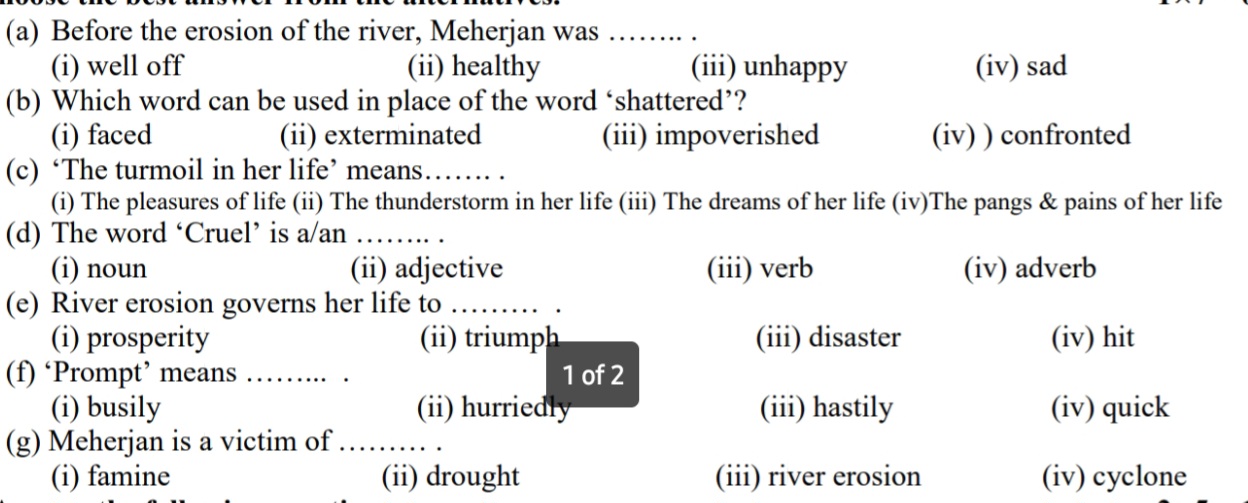 (a) Before the erosion of the river, Meherjan was ........ .
(i) well off (ii) healthy (iii) unhappy (iv) sad
(b) Which word can be used in place of the word ‘shattered’?
(i) faced (ii) exterminated (iii) impoverished (iv) ) confronted
(c) ‘The turmoil in her life’ means....... .
(i) The pleasures of life (ii) The thunderstorm in her life (iii) The dreams of her life (iv)The pangs & pains of her life
(d) The word ‘Cruel’ is a/an ........ .
(i) noun (ii) adjective (iii) verb (iv) adverb
(e) River erosion governs her life to ......... .
(i) prosperity (ii) triumph (iii) disaster (iv) hit
(f) ‘Prompt’ means ......... .
1 of 2
(i) busily (ii) hurriedly (iii) hastily (iv) quick
(g) Meherjan is a victim of .......... .
(i) famine (ii) drought (iii) river erosion (iv) cyclone